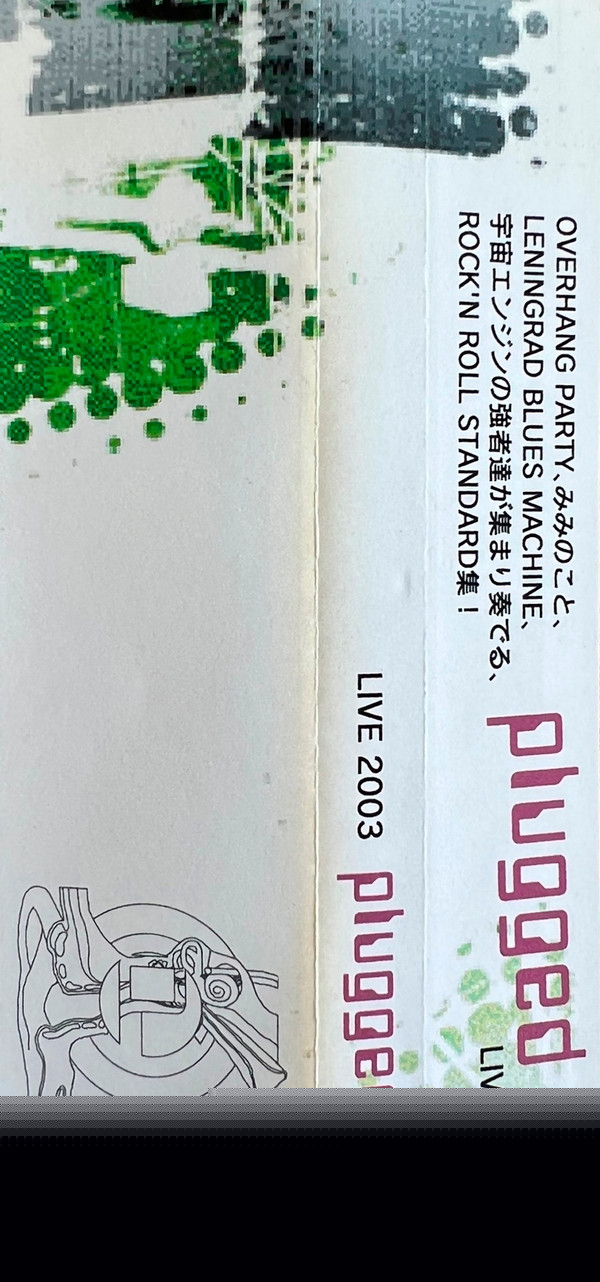 OVERHANG PARTY、みみのこと、
LENINGRAD BLUES MACHINE、
宇宙エンジンの強者達が集まり奏でる、
ROCK'N ROLL STANDARD集！
plugged
LIV
LIVE 2003
plugge